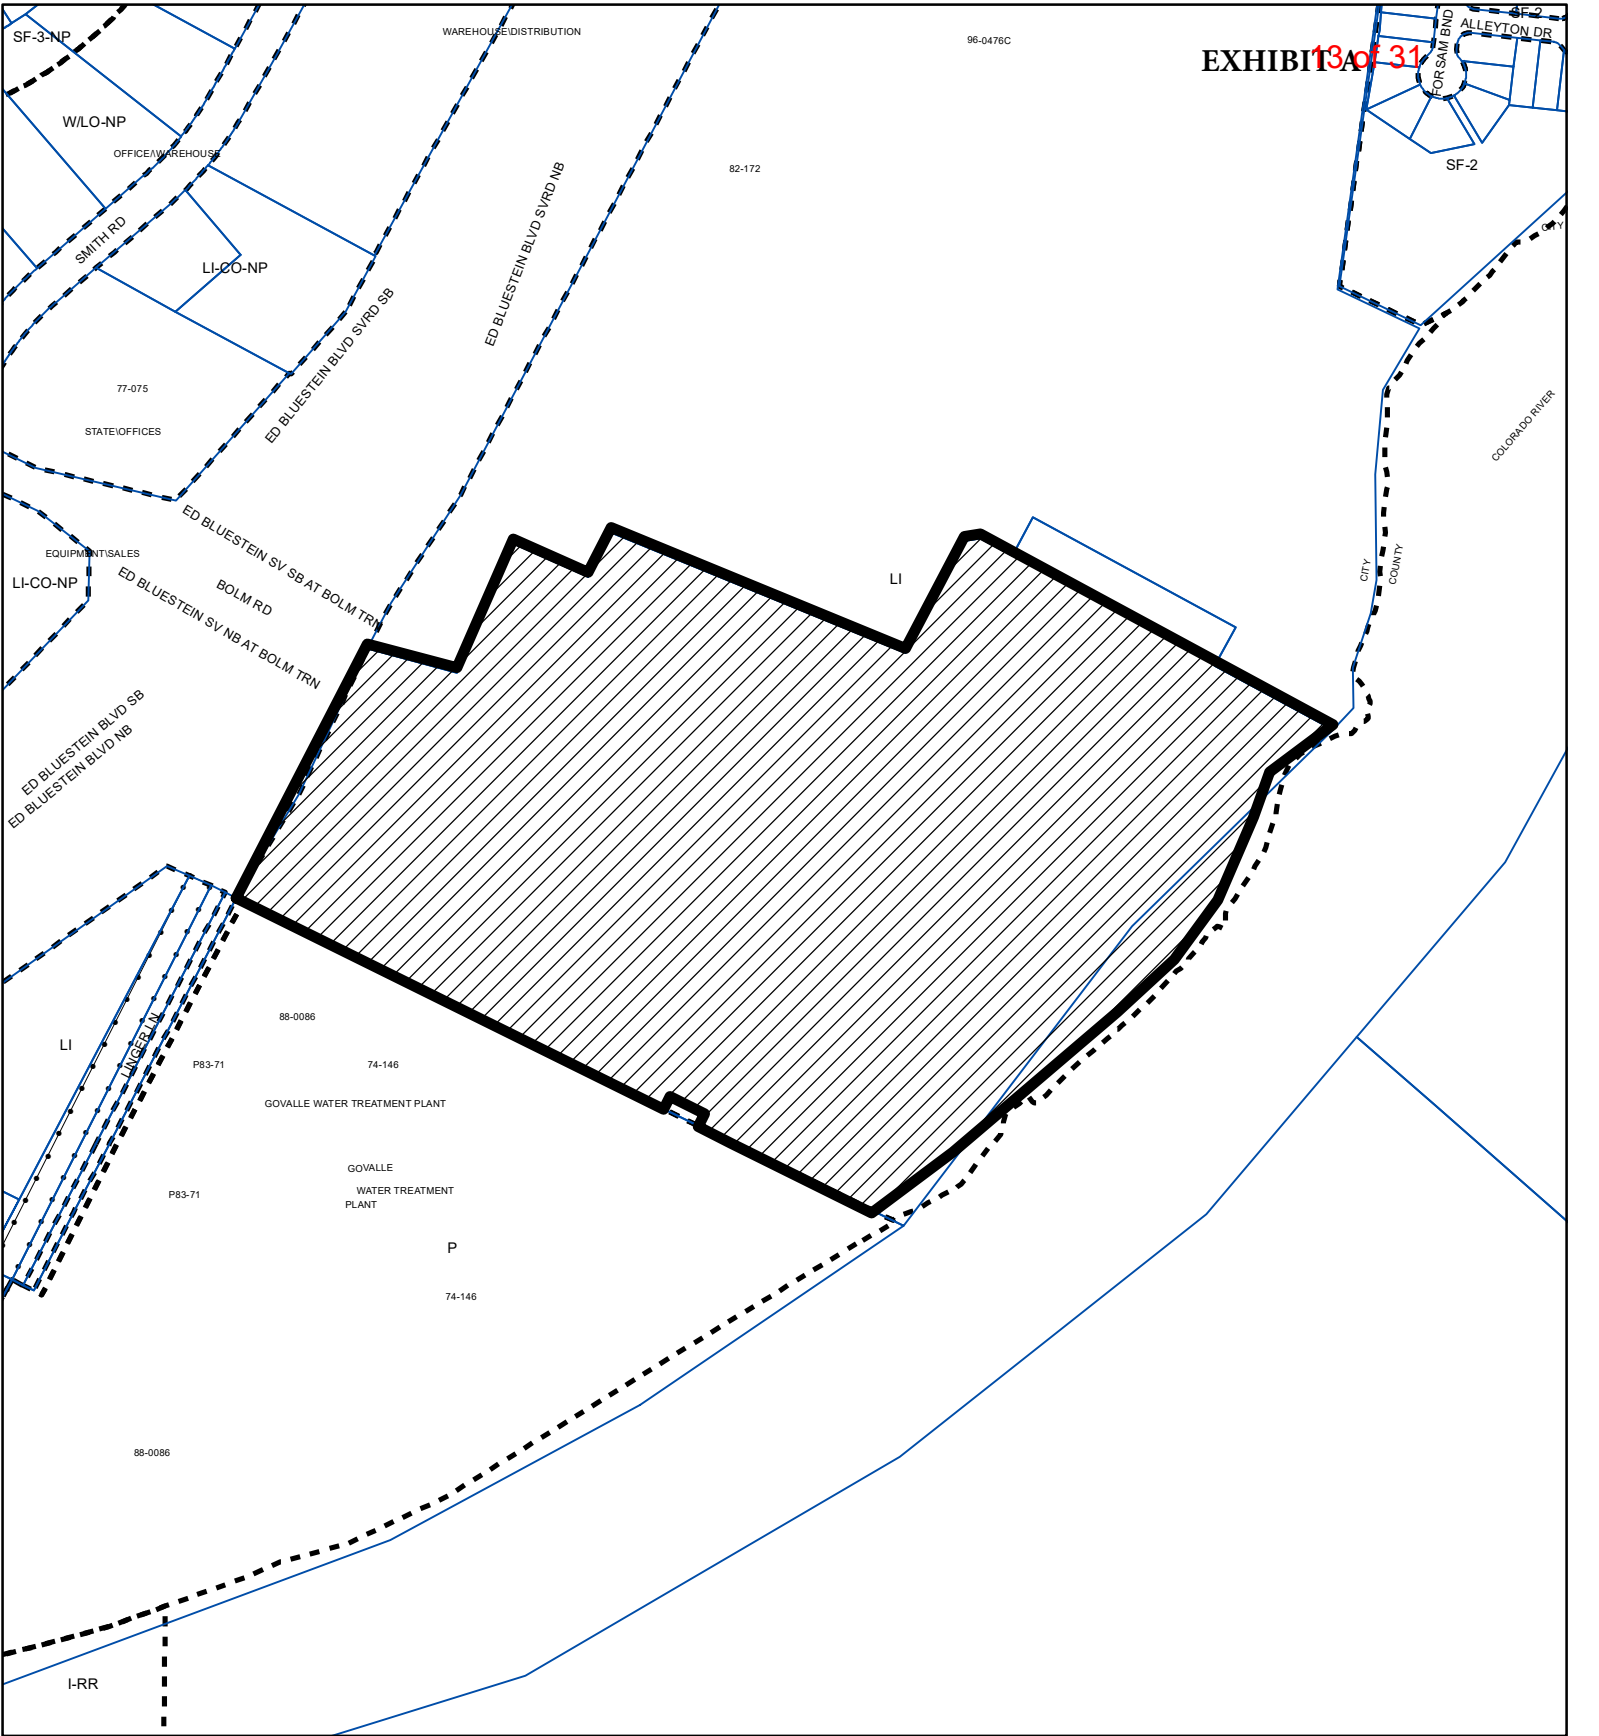 SF-3-NP
WAREHOUSE\DISTRIBUTION
96-0476C
EXHIBIT A
13 of 31
SF-2
ALLEYTON DR
FORSAM BND
W/LO-NP
OFFICE/\WAREHOUSE
82-172
SF-2
SMITH RD
LI-CO-NP
ED BLUESTEIN BLVD SVRD NB
CITY
ED BLUESTEIN BLVD SVRD SB
77-075
STATE\OFFICES
COLORADO RIVER
ED BLUESTEIN SV SB AT BOLM TRN
EQUIPMENT\SALES
LI-CO-NP
BOLM RD
ED BLUESTEIN SV NB AT BOLM TRN
LI
CITY
COUNTY
ED BLUESTEIN BLVD SB
ED BLUESTEIN BLVD NB
LI
LINGER LN
88-0086
P83-71
74-146
GOVALLE WATER TREATMENT PLANT
GOVALLE
WATER TREATMENT
PLANT
P83-71
P
74-146
88-0086
I-RR